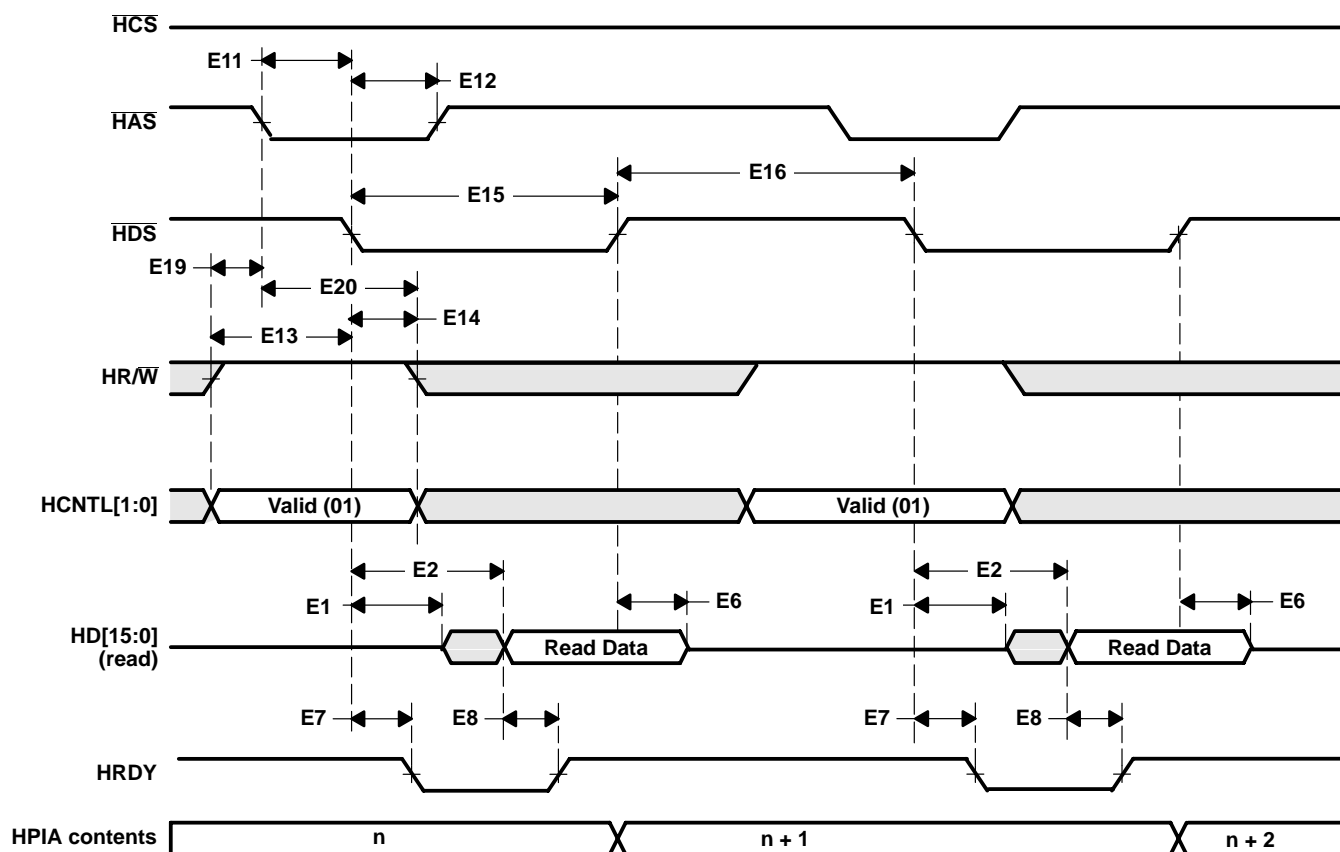 HCS
E11
E12
HAS
E16
E15
HDS
E19
E20
E14
E13
HR/W
HCNTL[1:0] Valid (01) Valid (01)
E2 E2
E1 E6 E1 E6
HD[15:0]
(read)
Read Data Read Data
E7 E8 E7 E8
HRDY
HPIA contents n n + 1 n + 2